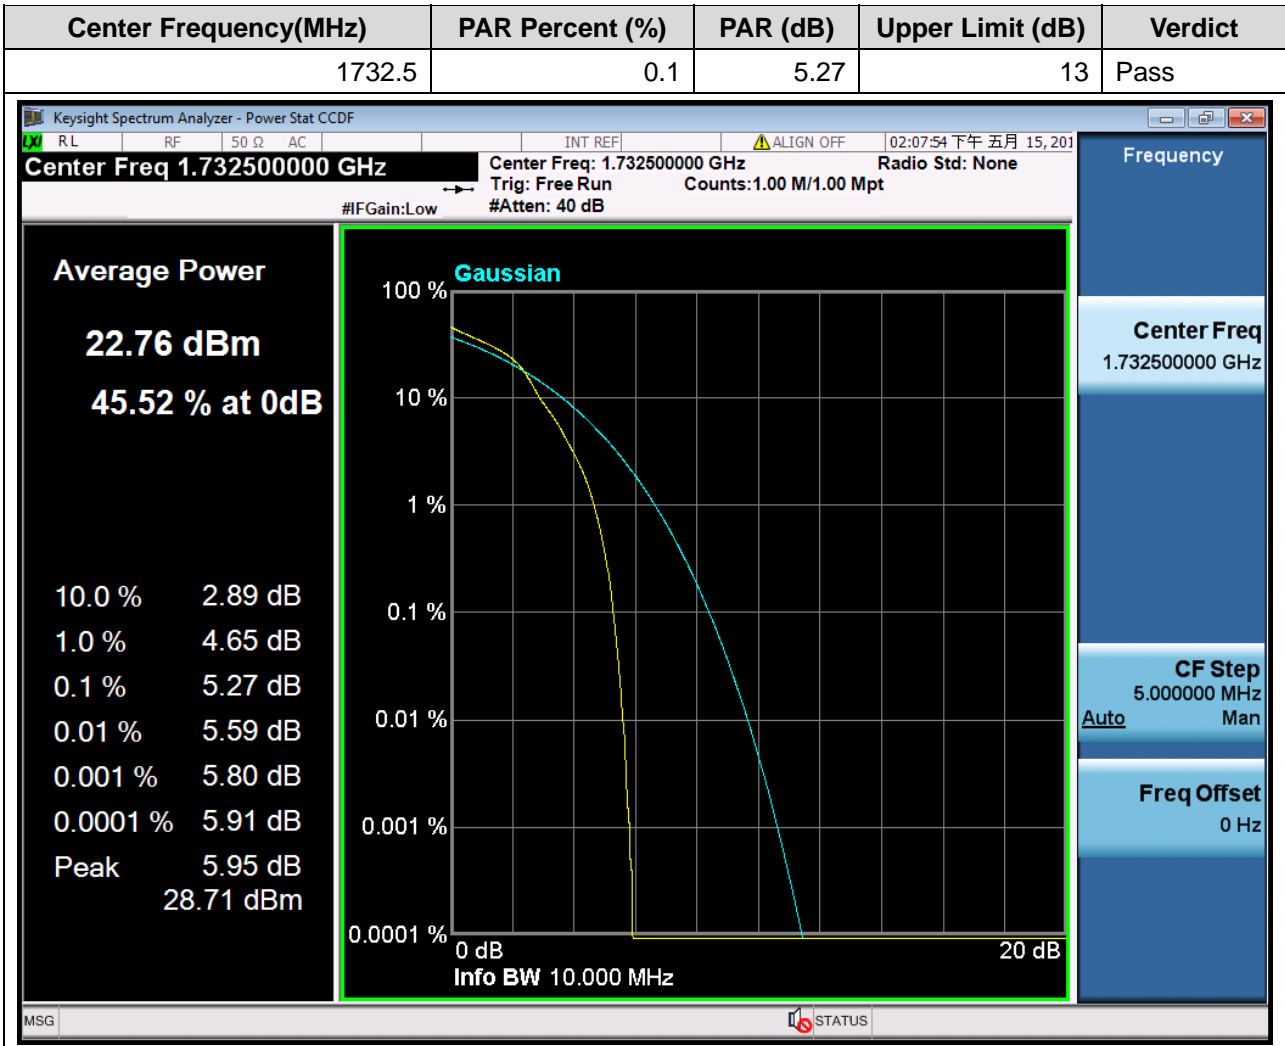 Center Frequency(MHz) PAR Percent (%) PAR (dB) Upper Limit (dB) Verdict
1732.5 0.1 5.27 13 Pass
Keysight Spectrum Analyzer - Power Stat CCDF
LXI RL RF 50 Ω AC INT REF ALIGN OFF 02:07:54 下午 五月 15, 201
Center Freq 1.732500000 GHz
Center Freq: 1.732500000 GHz Radio Std: None
Trig: Free Run Counts:1.00 M/1.00 Mpt
#IFGain:Low #Atten: 40 dB
Frequency
Average Power
22.76 dBm
45.52 % at 0dB
10.0 % 2.89 dB
1.0 % 4.65 dB
0.1 % 5.27 dB
0.01 % 5.59 dB
0.001 % 5.80 dB
0.0001 % 5.91 dB
Peak 5.95 dB
28.71 dBm
Gaussian
100 %
10 %
1 %
0.1 %
0.01 %
0.001 %
0.0001 %
0 dB 20 dB
Info BW 10.000 MHz
Center Freq
1.732500000 GHz
CF Step
5.000000 MHz
Auto Man
Freq Offset
0 Hz
MSG STATUS